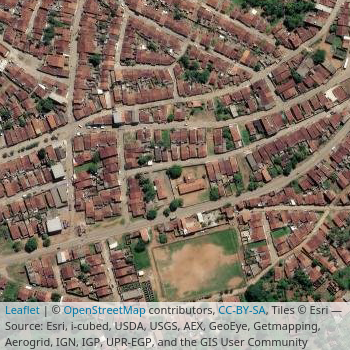 Leaflet | © OpenStreetMap contributors, CC-BY-SA, Tiles © Esri —
Source: Esri, i-cubed, USDA, USGS, AEX, GeoEye, Getmapping,
Aerogrid, IGN, IGP, UPR-EGP, and the GIS User Community